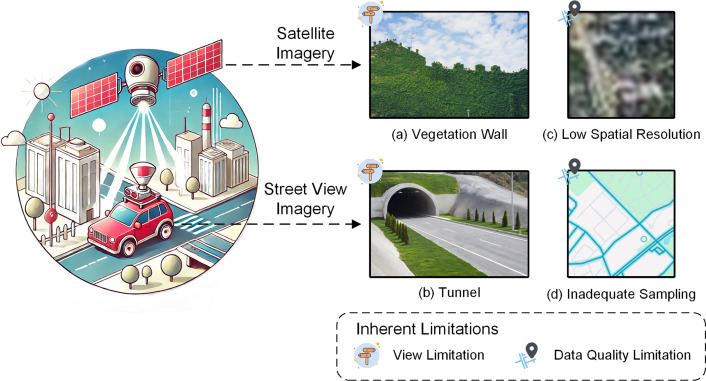 Satellite
Imagery
(a) Vegetation Wall
(c) Low Spatial Resolution
Street View
Imagery
(b) Tunnel
(d) Inadequate Sampling
Inherent Limitations
View Limitation
Data Quality Limitation